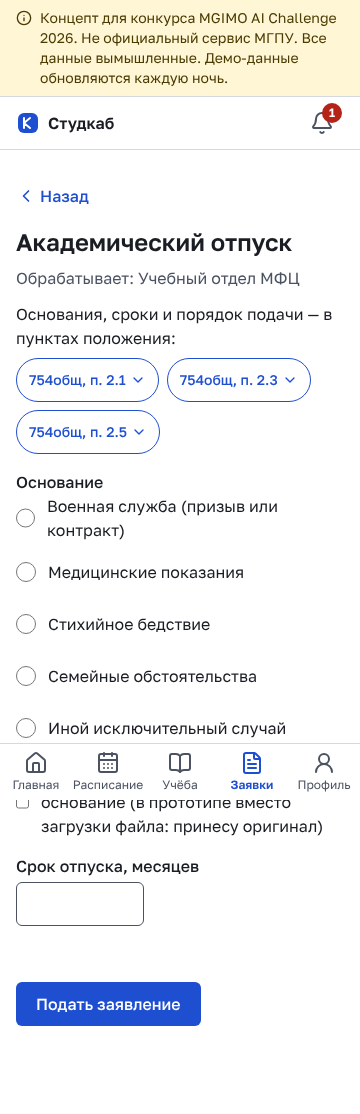 Концепт для конкурса MGIMO AI Challenge
2026. Не официальный сервис МГПУ. Все
данные вымышленные. Демо-данные
обновляются каждую ночь.
Студкаб
1
Назад
Академический отпуск
Обрабатывает: Учебный отдел МФЦ
Основания, сроки и порядок подачи — в
пунктах положения:
754общ, п. 2.1
754общ, п. 2.3
754общ, п. 2.5
Основание
Военная служба (призыв или
контракт)
Медицинские показания
Стихийное бедствие
Семейные обстоятельства
Иной исключительный случай
Главная
Расписание
Учёба
Заявки
Профиль
основание (в прототипе вместо
загрузки файла: принесу оригинал)
Срок отпуска, месяцев
Подать заявление